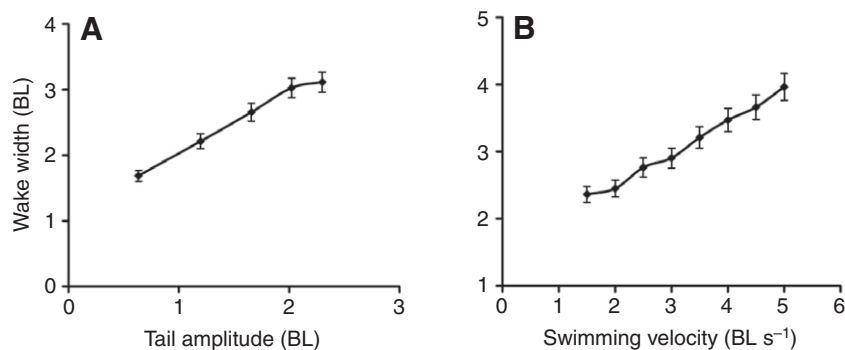 A
B
Wake width (BL)
4
3
2
1
0
0 1 2 3
Tail amplitude (BL)
5
4
3
2
1
0 1 2 3 4 5 6
Swimming velocity (BL s⁻¹)